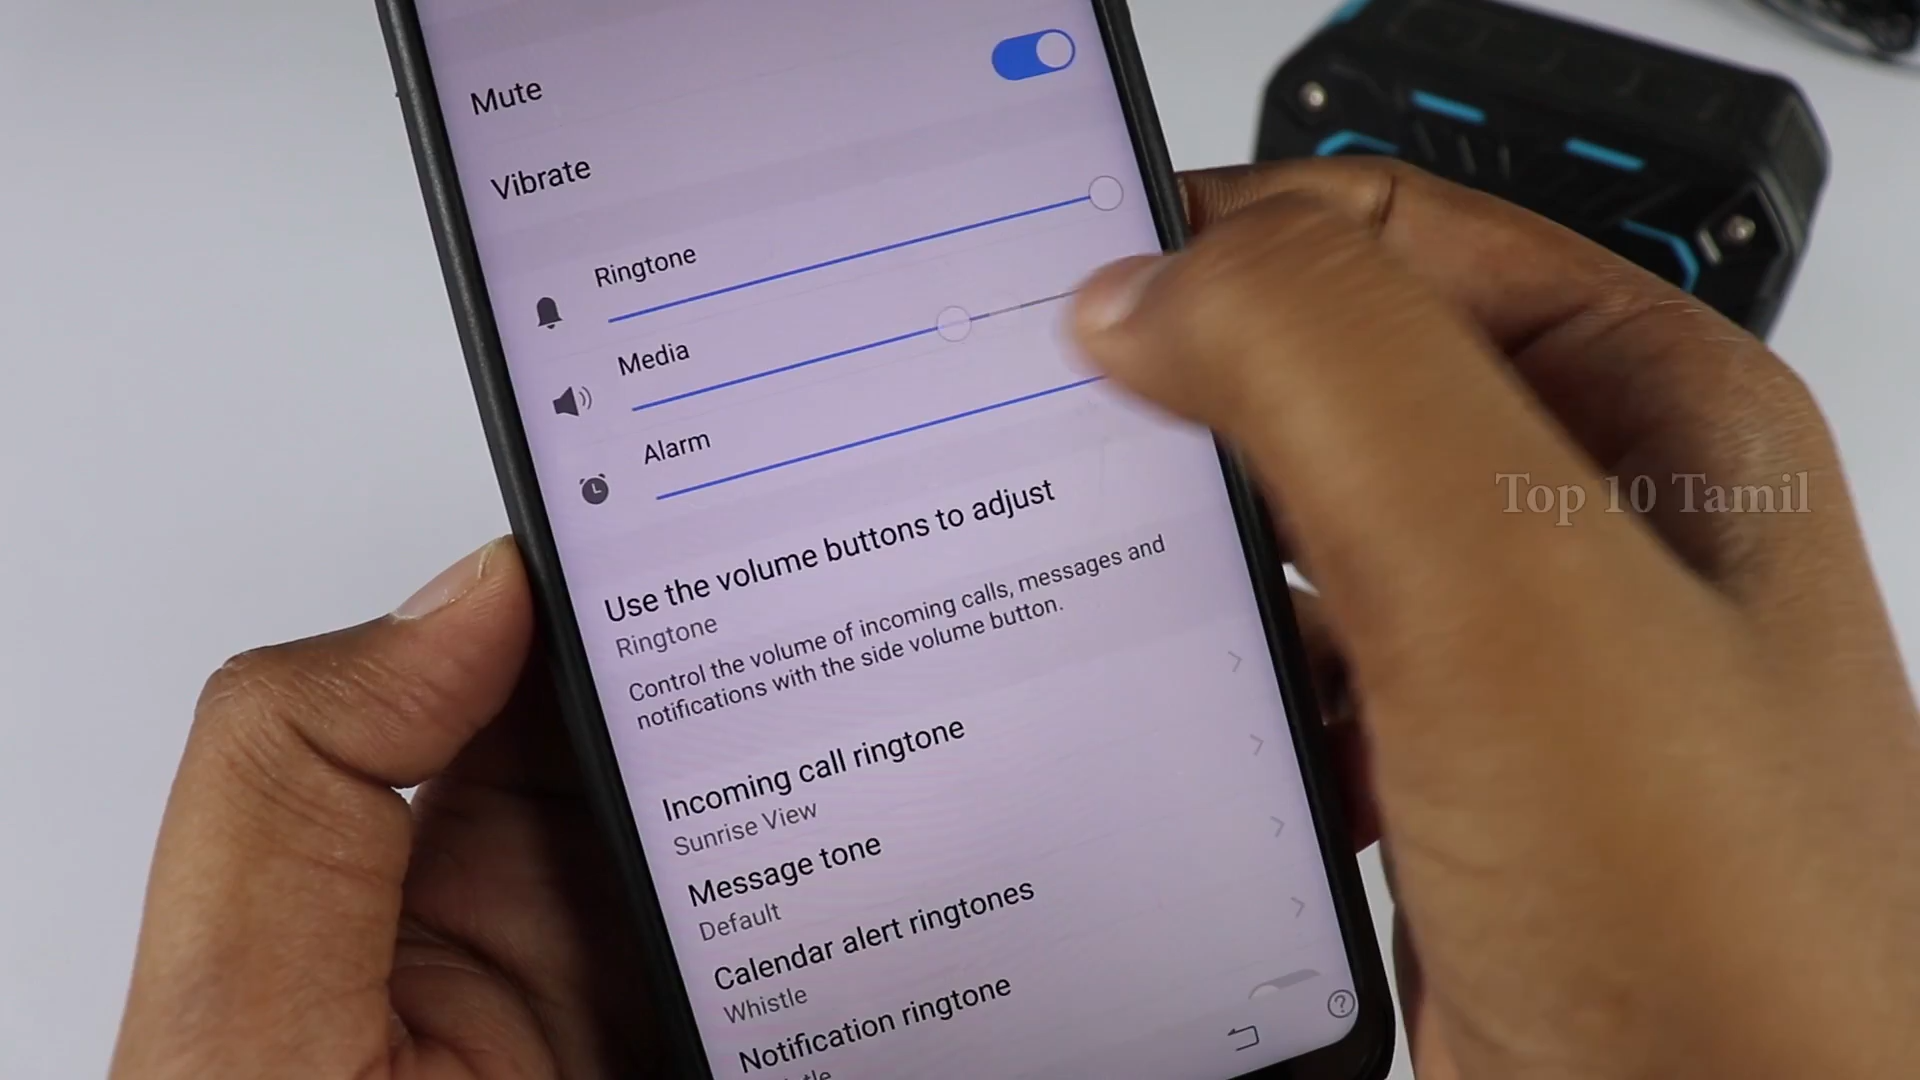 Mute
Vibrate
Ringtone
Media
Alarm
Use the volume buttons to adjust
Ringtone
Control the volume of incoming calls, messages and
notifications with the side volume button.
Incoming call ringtone
Sunrise View
Message tone
Default
Calendar alert ringtones
Whistle
Notification ringtone
Top 10 Tamil